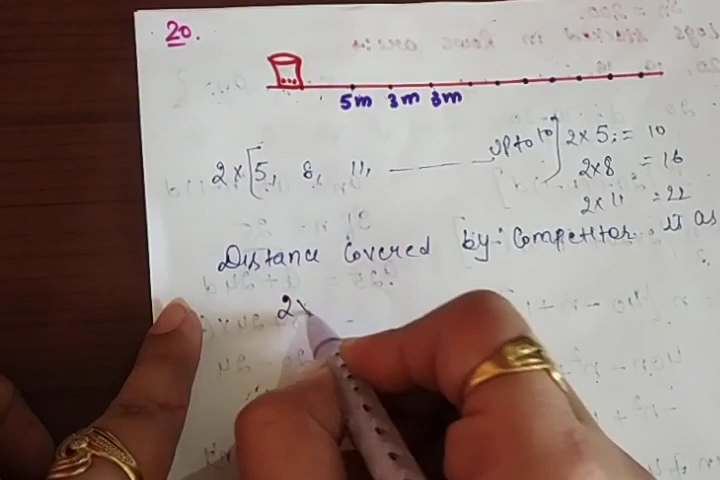 20.
5m 3m 3m
2 × [5, 8, 11, ——— up to 10] 2 × 5 = 10
2×8 = 16
2 × 11 = 22
Distance Covered by Competitor is as
2×